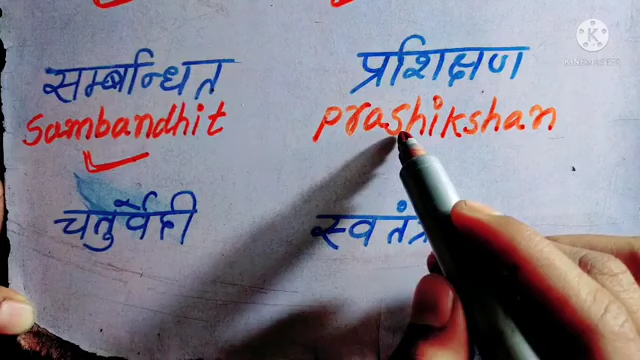 सम्बन्धित प्रशिक्षण
Sambandhit prashikshan
चतुर्वेदी स्वतंत्र